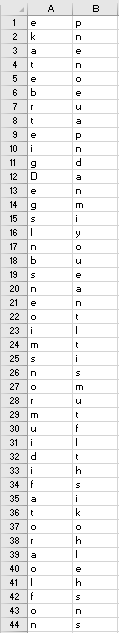 A B
1 e p
2 k n
3 a e
4 t n
5 e o
6 b e
7 r u
8 t a
9 e p
10 i n
11 g d
12 D a
13 e n
14 g m
15 s i
16 l y
17 n o
18 b u
19 s e
20 n a
21 e n
22 o t
23 i l
24 m t
25 s i
26 n s
27 o m
28 r u
29 m t
30 u f
31 i l
32 d t
33 i h
34 f s
35 a i
36 t k
37 o o
38 r h
39 a l
40 o e
41 l h
42 f s
43 o n
44 n s